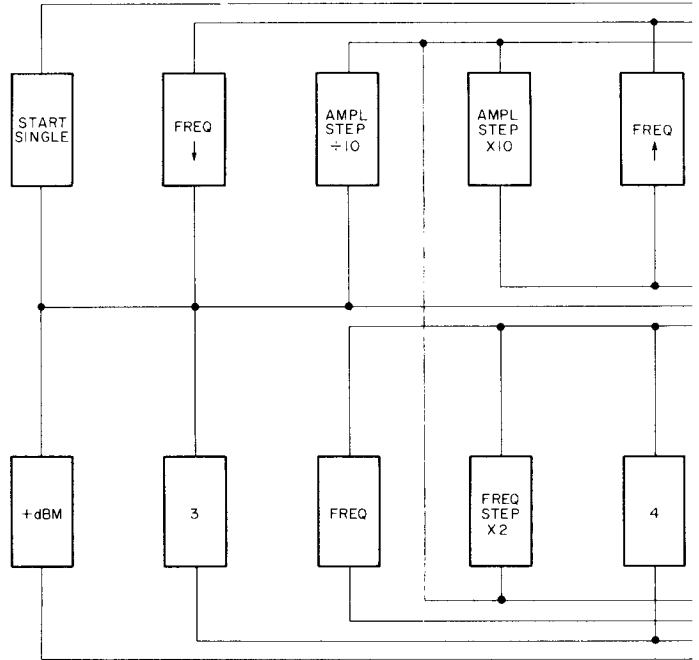 START
SINGLE
FREQ
↓
AMPL
STEP
÷10
AMPL
STEP
X10
FREQ
↑
+dBM
3
FREQ
FREQ
STEP
X2
4